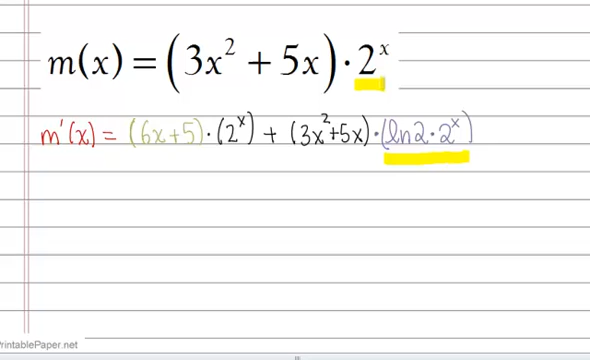 m(x) = (3x² + 5x) · 2ˣ
m'(x) = (6x+5) · (2ˣ) + (3x²+5x) · (ln2 · 2ˣ)
PrintablePaper.net